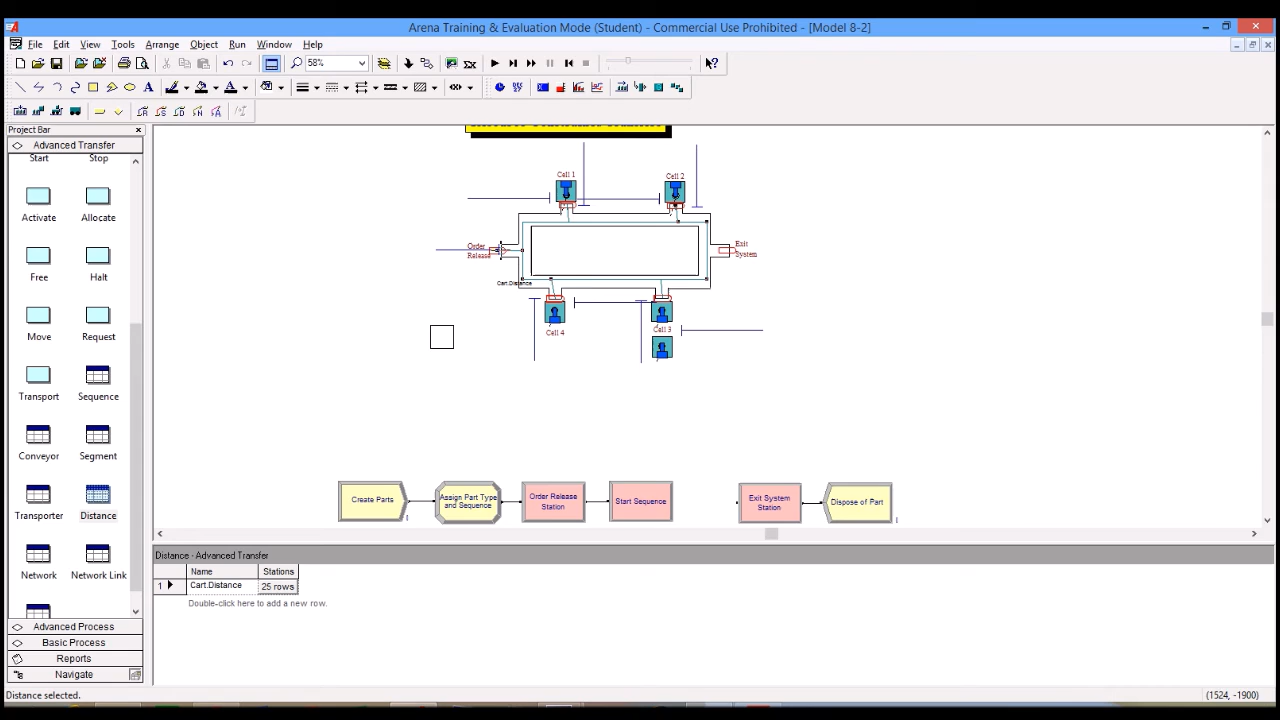 Arena Training & Evaluation Mode (Student) - Commercial Use Prohibited - [Model 8-2]
File Edit View Tools Arrange Object Run Window Help
58%
Project Bar
Advanced Transfer
Start Stop
Activate Allocate
Free Halt
Move Request
Transport Sequence
Conveyor Segment
Transporter Distance
Network Network Link
Advanced Process
Basic Process
Reports
Navigate
Cell 1
Cell 2
Order
Release
Exit
System
Cart.Distance
Cell 4
Cell 3
Create Parts
Assign Part Type
and Sequence
Order Release
Station
Start Sequence
Exit System
Station
Dispose of Part
Distance - Advanced Transfer
Name Stations
1 Cart.Distance 25 rows
Double-click here to add a new row.
Distance selected.
(1524, -1900)